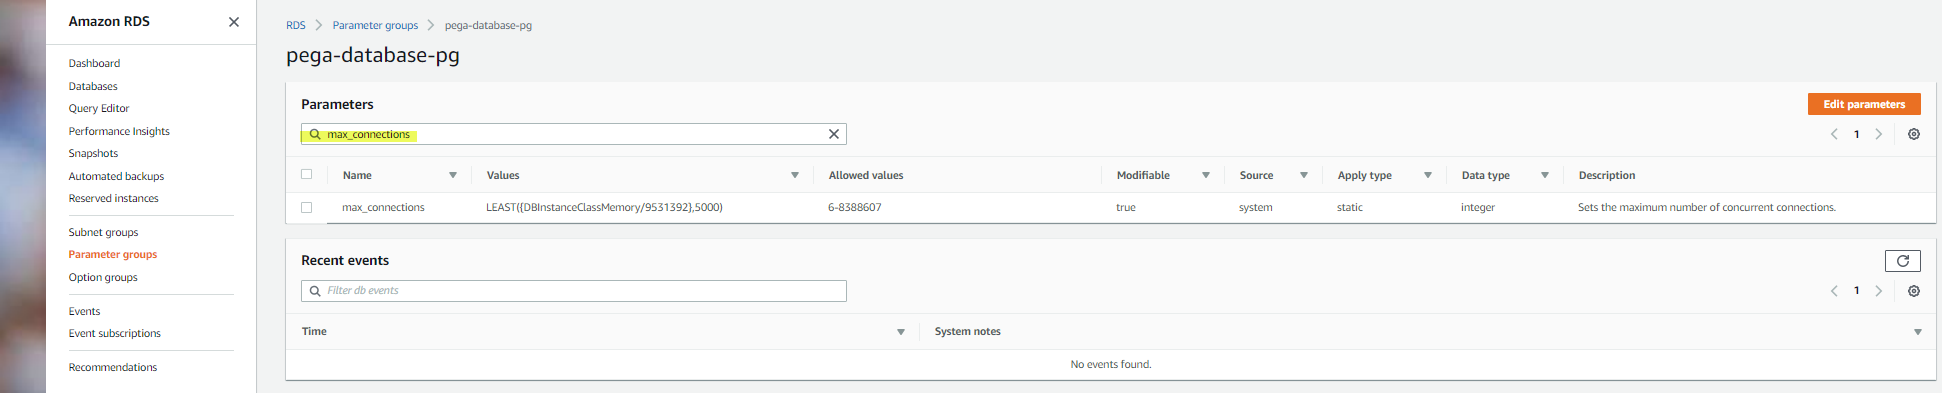 Amazon RDS
Dashboard
Databases
Query Editor
Performance Insights
Snapshots
Automated backups
Reserved instances
Subnet groups
Parameter groups
Option groups
Events
Event subscriptions
Recommendations
RDS Parameter groups pega-database-pg
pega-database-pg
Parameters
Edit parameters
max_connections
1
Name Values Allowed values Modifiable Source Apply type Data type Description
max_connections LEAST({DBInstanceClassMemory/9531392},5000) 6-8388607 true system static integer Sets the maximum number of concurrent connections.
Recent events
Filter db events
1
Time System notes
No events found.